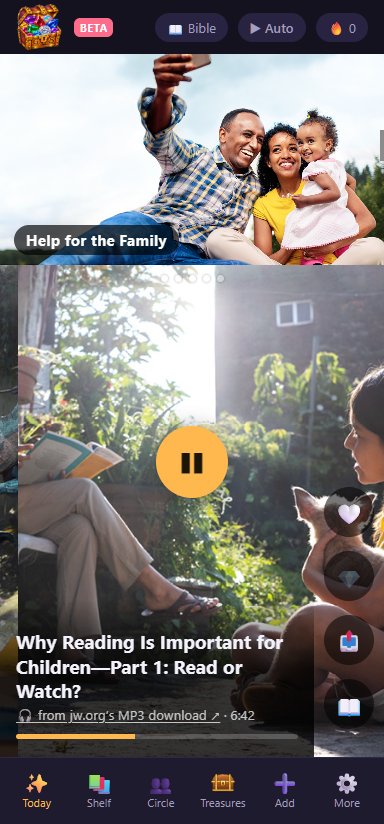 BETA
Bible
Auto
0
Help for the Family
Why Reading Is Important for
Children—Part 1: Read or
Watch?
from jw.org's MP3 download ↗ · 6:42
Today
Shelf
Circle
Treasures
Add
More